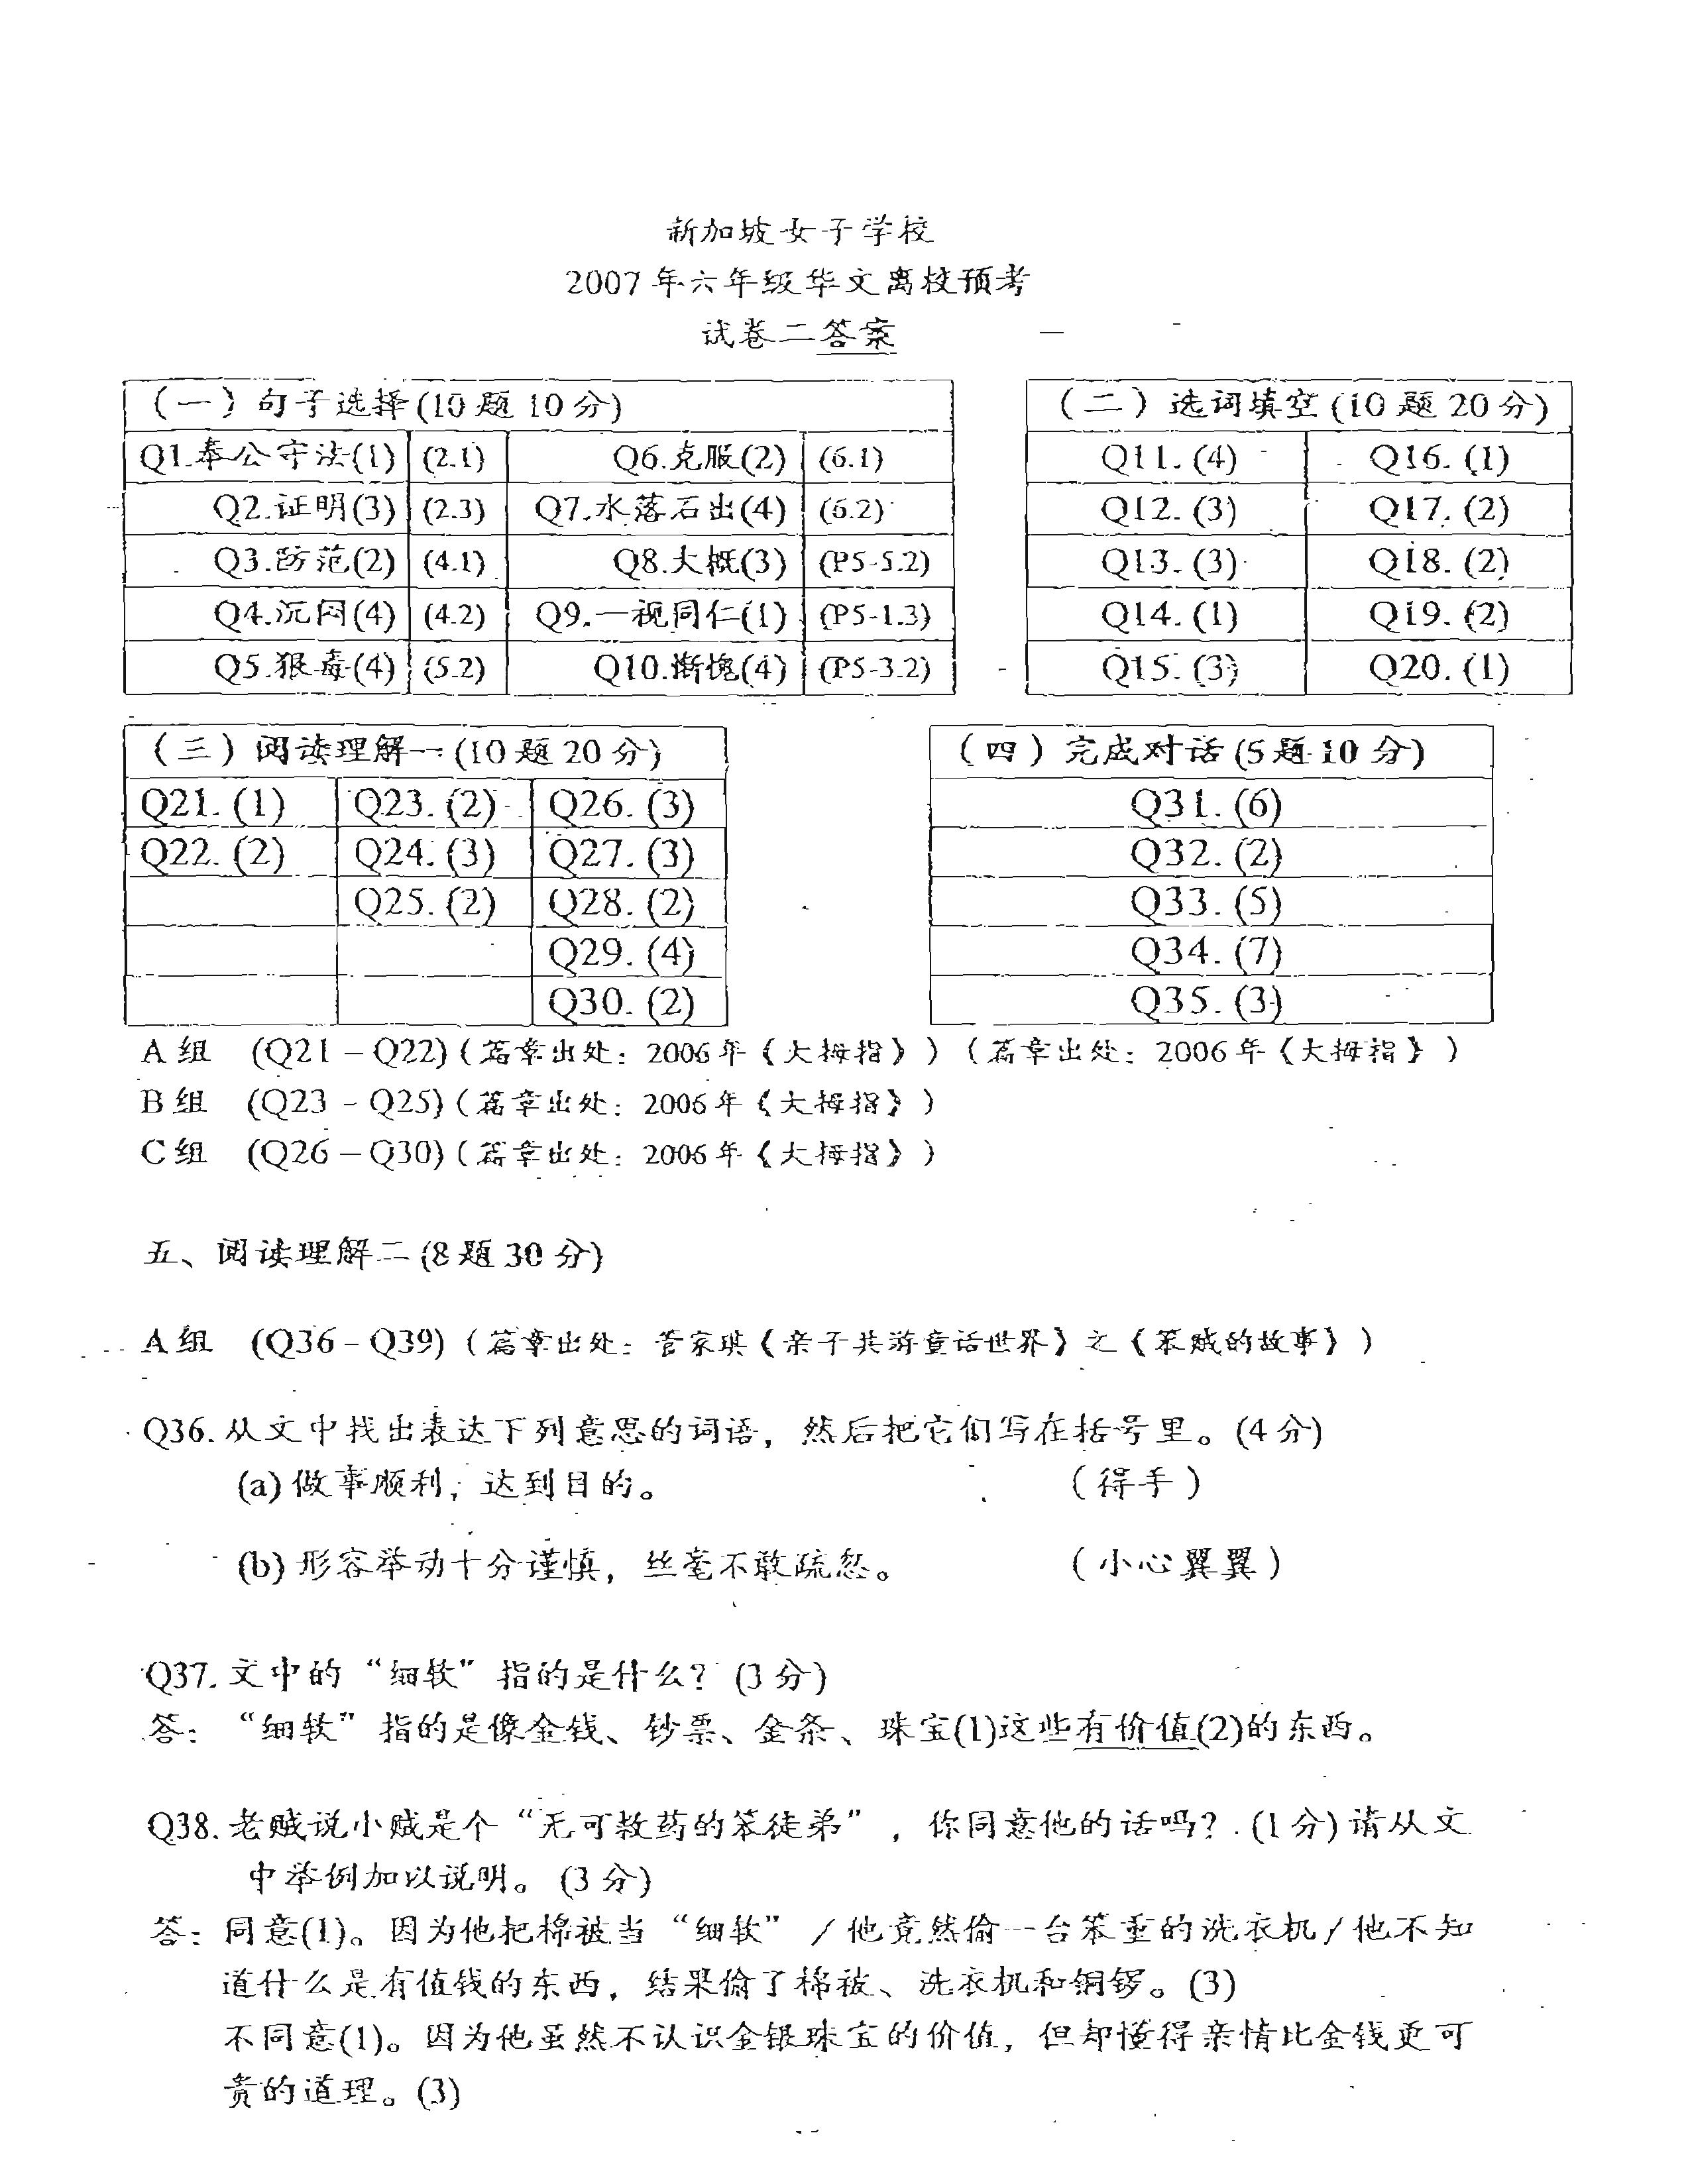 新加坡女子学校
2007年六年级华文离校预考
试卷二答案
（一）句子选择(10题10分)
Q1.奉公守法(1) (2.1) Q6.克服(2) (6.1)
Q2.证明(3) (2.3) Q7.水落石出(4) (6.2)
Q3.防范(2) (4.1) Q8.大概(3) (P5-5.2)
Q4.沉闷(4) (4.2) Q9.一视同仁(1) (P5-1.3)
Q5.狠毒(4) (5.2) Q10.惭愧(4) (P5-3.2)
（二）选词填空(10题20分)
Q11. (4) Q16. (1)
Q12. (3) Q17. (2)
Q13. (3) Q18. (2)
Q14. (1) Q19. (2)
Q15. (3) Q20. (1)
（三）阅读理解一(10题20分)
Q21. (1) Q23. (2) Q26. (3)
Q22. (2) Q24. (3) Q27. (3)
Q25. (2) Q28. (2)
Q29. (4)
Q30. (2)
（四）完成对话(5题10分)
Q31. (6)
Q32. (2)
Q33. (5)
Q34. (7)
Q35. (3)
A组 (Q21 – Q22)（篇章出处：2006年《大拇指》）（篇章出处：2006年《大拇指》）
B组 (Q23 - Q25)（篇章出处：2006年《大拇指》）
C组 (Q26 – Q30)（篇章出处：2006年《大拇指》）
五、阅读理解二(8题30分)
A组 (Q36 – Q39)（篇章出处：管家琪《亲子共游童话世界》之《笨贼的故事》）
Q36. 从文中找出表达下列意思的词语，然后把它们写在括号里。(4分)
(a) 做事顺利，达到目的。 （得手）
(b) 形容举动十分谨慎，丝毫不敢疏忽。 （小心翼翼）
Q37. 文中的“细软”指的是什么？(3分)
答：“细软”指的是像金钱、钞票、金条、珠宝(1)这些有价值(2)的东西。
Q38. 老贼说小贼是个“无可救药的笨徒弟”，你同意他的话吗？(1分)请从文
中举例加以说明。(3分)
答：同意(1)。因为他把棉被当“细软”/他竟然偷一台笨重的洗衣机/他不知
道什么是有值钱的东西，结果偷了棉被、洗衣机和铜锣。(3)
不同意(1)。因为他虽然不认识金银珠宝的价值，但却懂得亲情比金钱更可
贵的道理。(3)